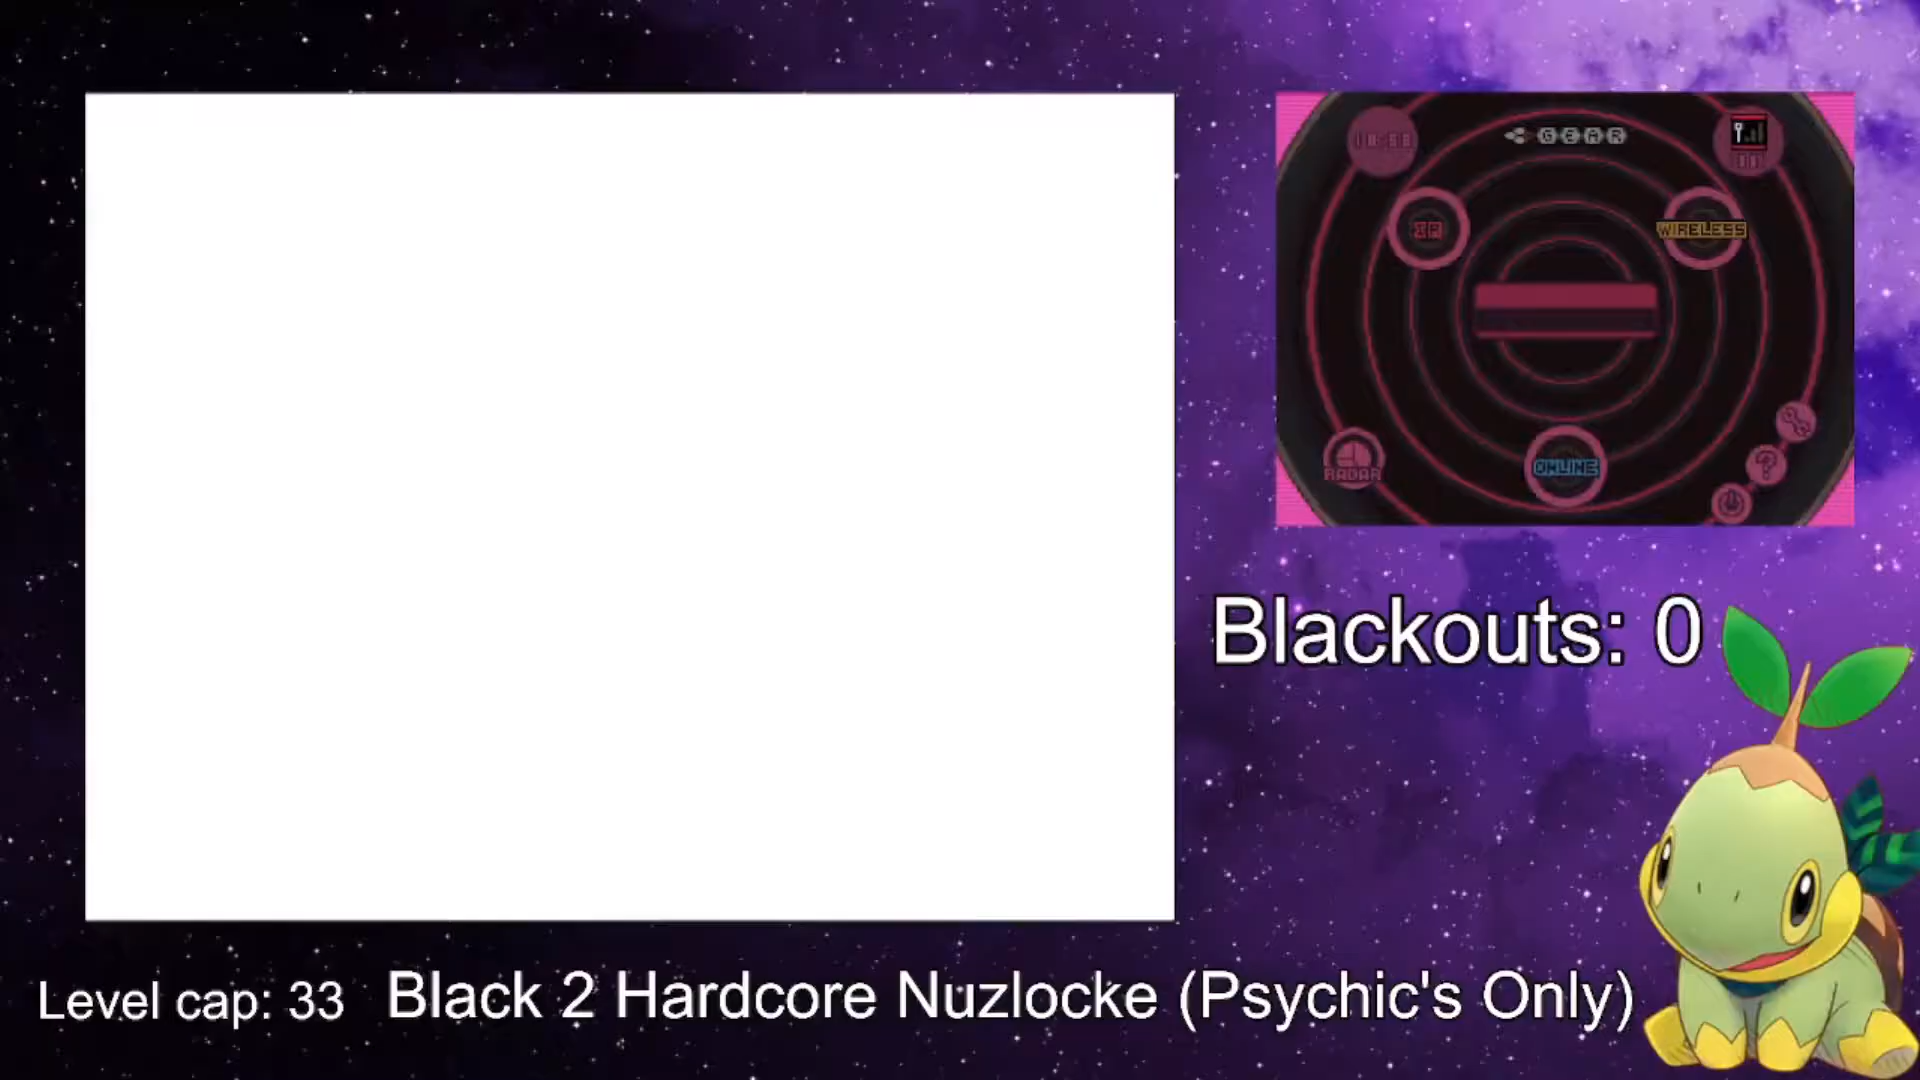 GEAR
IR
WIRELESS
RADAR
ONLINE
?
Blackouts: 0
Level cap: 33
Black 2 Hardcore Nuzlocke (Psychic's Only)